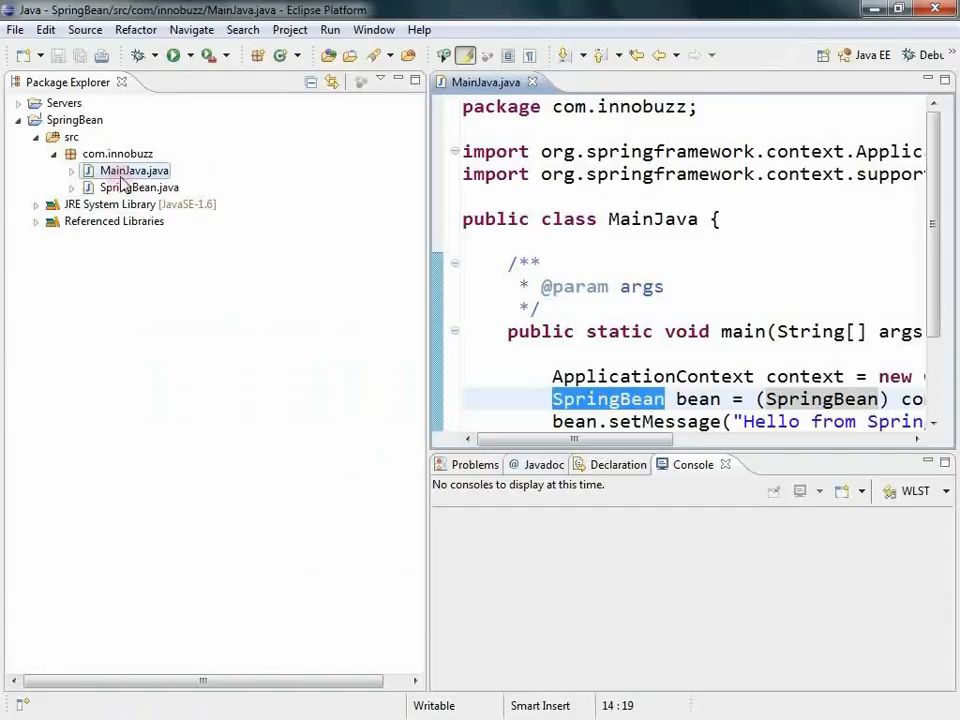 Java - SpringBean/src/com/innobuzz/MainJava.java - Eclipse Platform
File Edit Source Refactor Navigate Search Project Run Window Help
Java EE Debu »
Package Explorer
MainJava.java
Servers
SpringBean
src
com.innobuzz
MainJava.java
SpringBean.java
JRE System Library [JavaSE-1.6]
Referenced Libraries
package com.innobuzz;
import org.springframework.context.Applic
import org.springframework.context.suppor
public class MainJava {
/**
* @param args
*/
public static void main(String[] args
ApplicationContext context = new
SpringBean bean = (SpringBean) co
bean.setMessage("Hello from Sprin
Problems @ Javadoc Declaration Console
No consoles to display at this time.
WLST
Writable Smart Insert 14 : 19